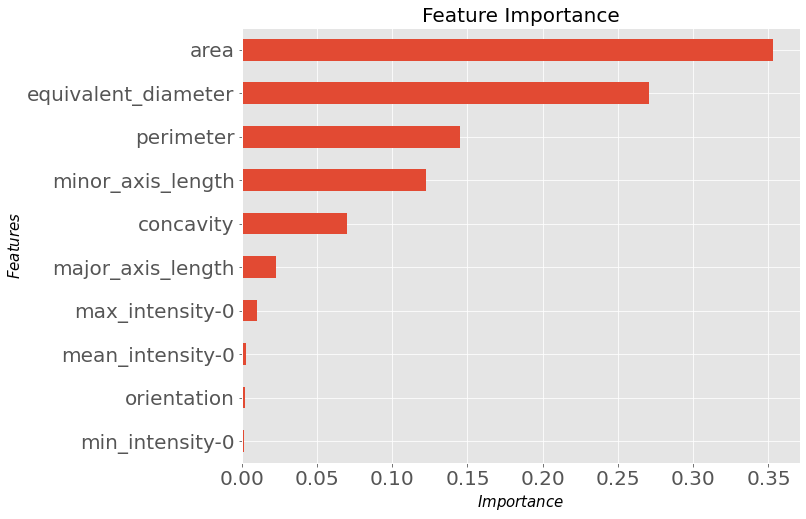 Feature Importance
area
equivalent_diameter
perimeter
minor_axis_length
concavity
major_axis_length
max_intensity-0
mean_intensity-0
orientation
min_intensity-0
Features
0.00 0.05 0.10 0.15 0.20 0.25 0.30 0.35
Importance